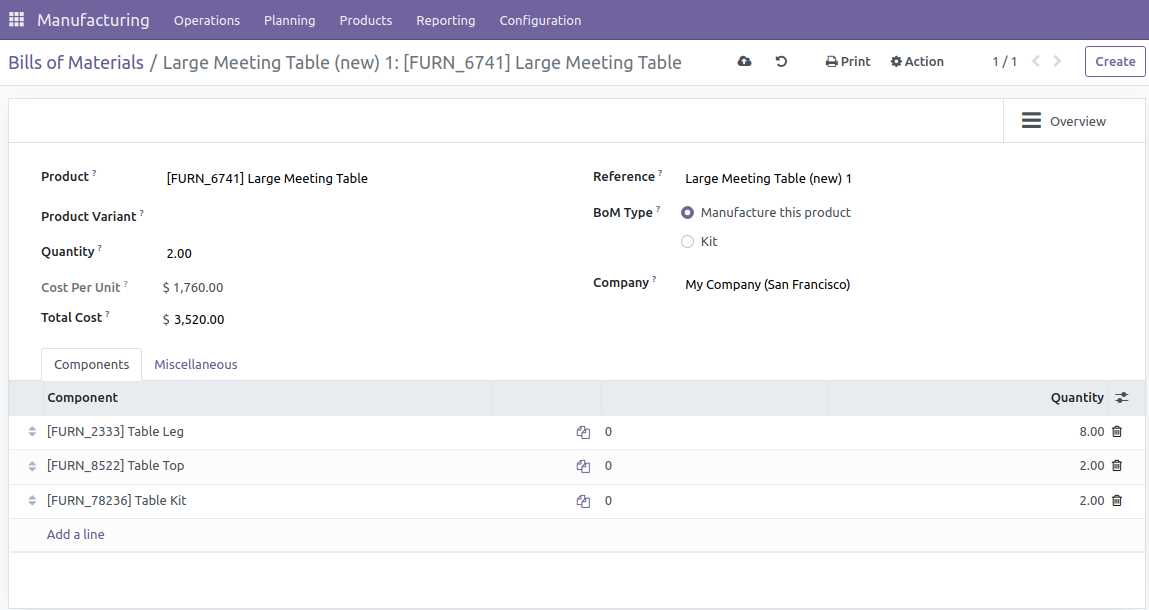 Manufacturing Operations Planning Products Reporting Configuration
Bills of Materials / Large Meeting Table (new) 1: [FURN_6741] Large Meeting Table Print Action 1 / 1 Create
Overview
Product ? [FURN_6741] Large Meeting Table
Reference ? Large Meeting Table (new) 1
Product Variant ?
BoM Type ? Manufacture this product
Kit
Quantity ? 2.00
Cost Per Unit ? $ 1,760.00
Company ? My Company (San Francisco)
Total Cost ? $ 3,520.00
Components Miscellaneous
Component Quantity
[FURN_2333] Table Leg 0 8.00
[FURN_8522] Table Top 0 2.00
[FURN_78236] Table Kit 0 2.00
Add a line